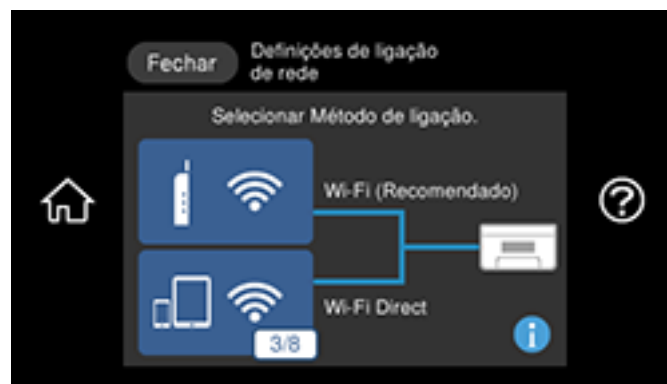 Fechar
Definições de ligação
de rede
Selecionar Método de ligação.
Wi-Fi (Recomendado)
Wi-Fi Direct
3/8